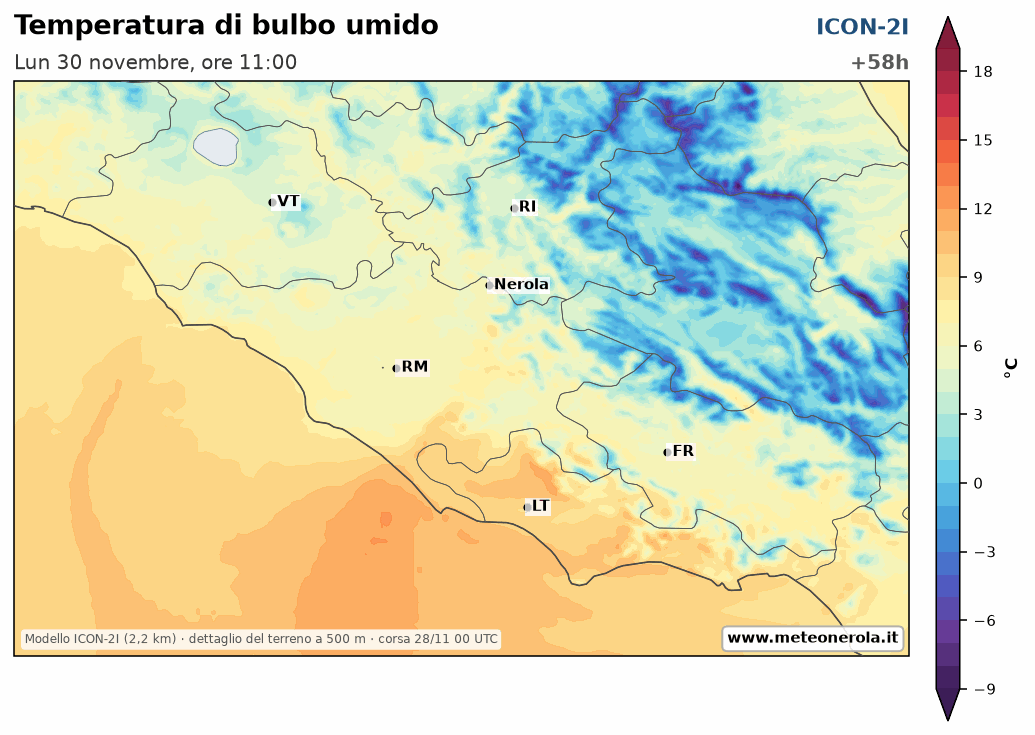 Temperatura di bulbo umido
ICON-2I
Lun 30 novembre, ore 11:00
+58h
VT
RI
Nerola
RM
FR
LT
18
15
12
9
6
3
0
−3
−6
−9
°C
Modello ICON-2I (2,2 km) · dettaglio del terreno a 500 m · corsa 28/11 00 UTC
www.meteonerola.it